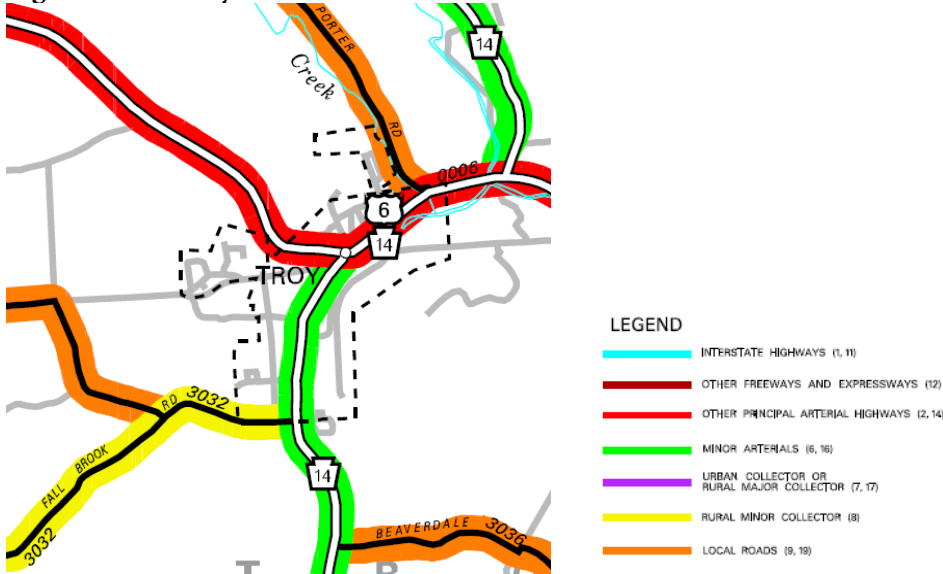 PORTER
RD
Creek
14
0006
6
14
TROY
RD
3032
FALL BROOK
3032
14
BEAVERDALE 3036
LEGEND
INTERSTATE HIGHWAYS (1, 11)
OTHER FREEWAYS AND EXPRESSWAYS (12)
OTHER PRINCIPAL ARTERIAL HIGHWAYS (2, 14)
MINOR ARTERIALS (6, 16)
URBAN COLLECTOR OR
RURAL MAJOR COLLECTOR (7, 17)
RURAL MINOR COLLECTOR (8)
LOCAL ROADS (9, 19)